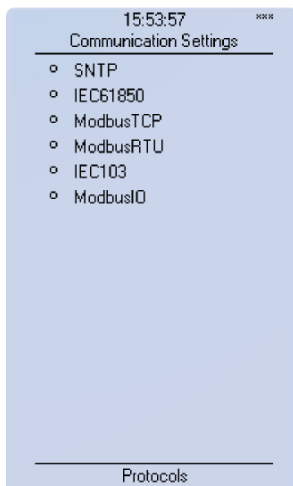 15:53:57 ***
Communication Settings
SNTP
IEC61850
ModbusTCP
ModbusRTU
IEC103
ModbusIO
Protocols